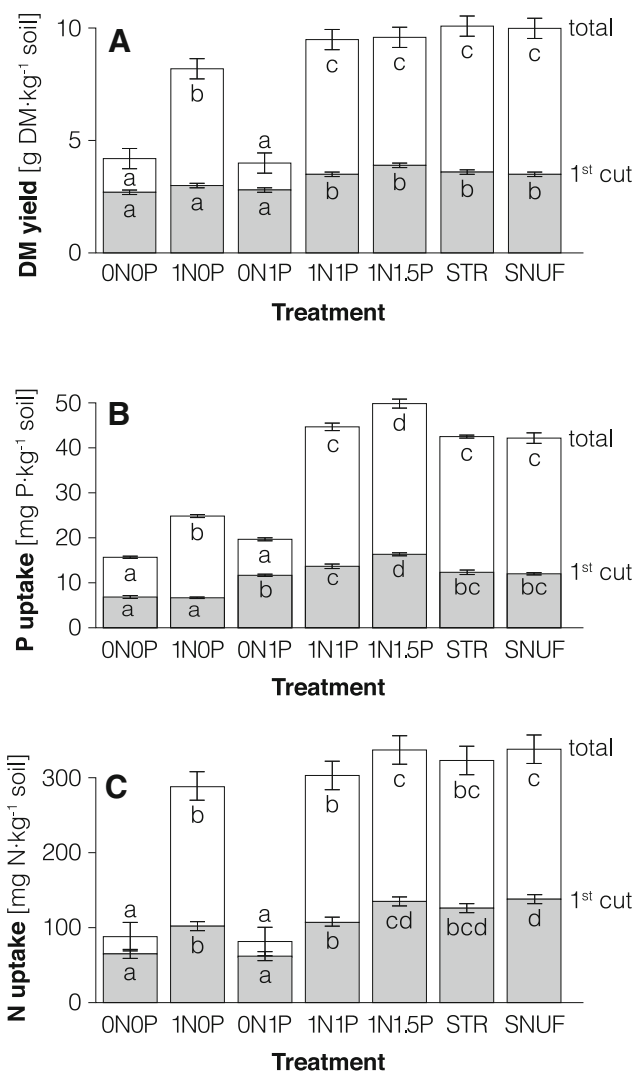 A
DM yield [g DM·kg⁻¹ soil]
10
5
0
total
1st cut
a
b
a
c
c
c
c
a
a
a
b
b
b
b
0N0P 1N0P 0N1P 1N1P 1N1.5P STR SNUF
Treatment
B
P uptake [mg P·kg⁻¹ soil]
50
40
30
20
10
0
total
1st cut
a
b
a
c
d
c
c
a
a
b
c
d
bc
bc
0N0P 1N0P 0N1P 1N1P 1N1.5P STR SNUF
Treatment
C
N uptake [mg N·kg⁻¹ soil]
300
200
100
0
total
1st cut
a
b
a
b
c
bc
c
a
b
a
b
cd
bcd
d
0N0P 1N0P 0N1P 1N1P 1N1.5P STR SNUF
Treatment